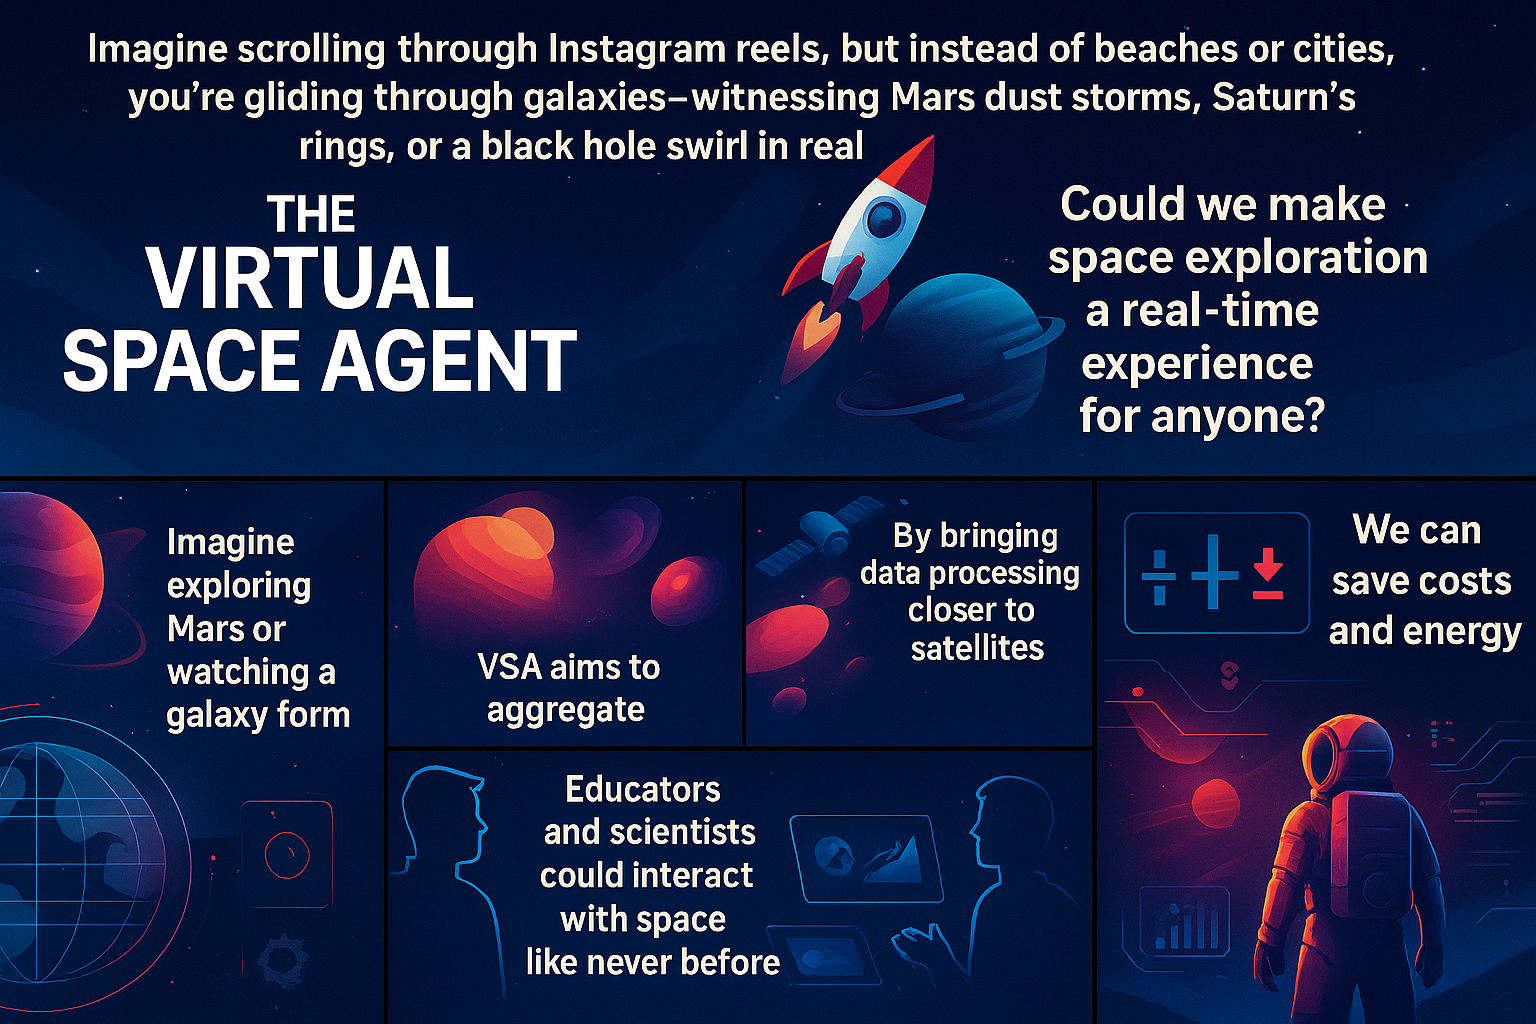 Imagine scrolling through Instagram reels, but instead of beaches or cities,
you’re gliding through galaxies–witnessing Mars dust storms, Saturn’s
rings, or a black hole swirl in real
THE
VIRTUAL
SPACE AGENT
Could we make
space exploration
a real-time
experience
for anyone?
Imagine
exploring
Mars or
watching a
galaxy form
VSA aims to
aggregate
By bringing
data processing
closer to
satellites
We can
save costs
and energy
Educators
and scientists
could interact
with space
like never before